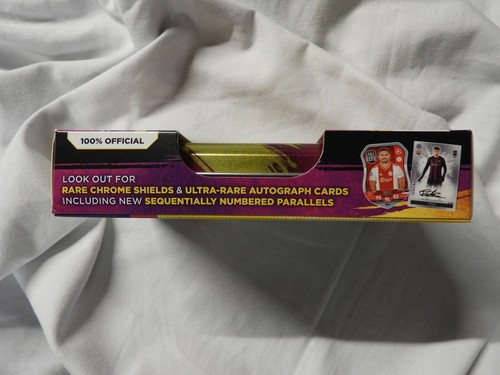 100% OFFICIAL
LOOK OUT FOR
RARE CHROME SHIELDS & ULTRA-RARE AUTOGRAPH CARDS
INCLUDING NEW SEQUENTIALLY NUMBERED PARALLELS